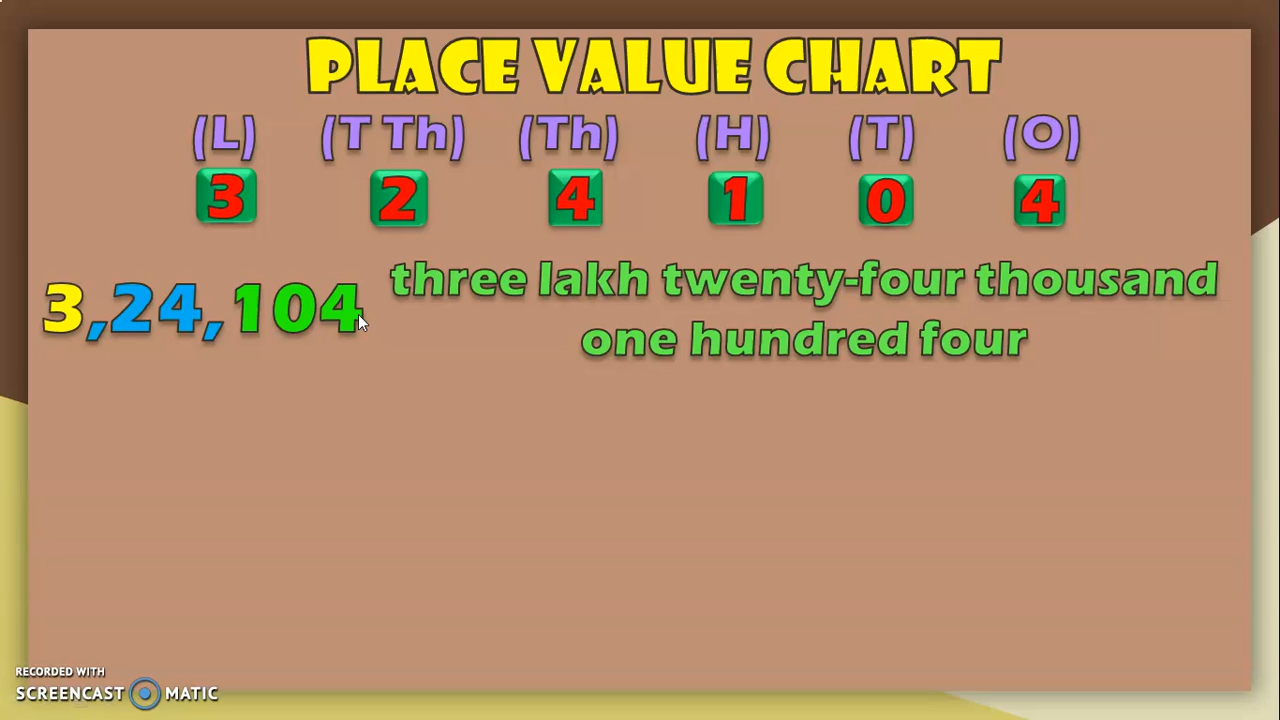 PLACE VALUE CHART
(L) (T Th) (Th) (H) (T) (O)
3 2 4 1 0 4
three lakh twenty-four thousand
3,24,104
one hundred four
RECORDED WITH
SCREENCAST MATIC